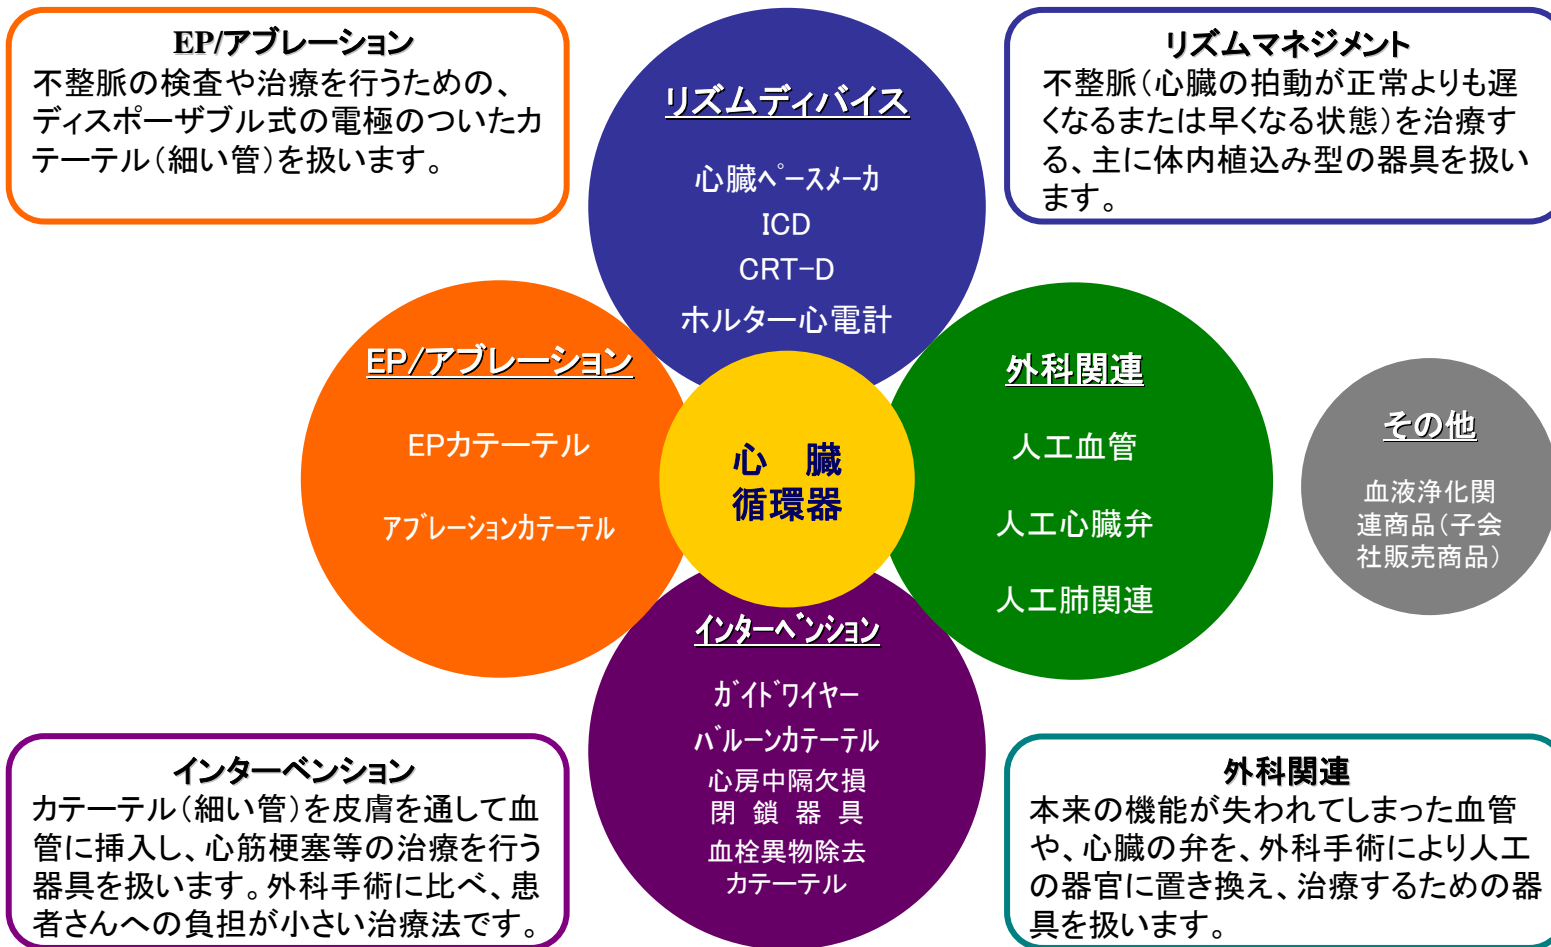 EP/アブレーション
不整脈の検査や治療を行うための、
ディスポーザブル式の電極のついたカ
テーテル（細い管）を扱います。
リズムディバイス
心臓ﾍﾟｰｽﾒｰｶ
ICD
CRT-D
ホルター心電計
リズムマネジメント
不整脈（心臓の拍動が正常よりも遅
くなるまたは早くなる状態）を治療す
る、主に体内植込み型の器具を扱い
ます。
EP/アブレーション
EPカテーテル
ｱﾌﾞﾚｰｼｮﾝｶﾃｰﾃﾙ
心　臓
循環器
外科関連
人工血管
人工心臓弁
人工肺関連
その他
血液浄化関
連商品（子会
社販売商品）
ｲﾝﾀｰﾍﾞﾝｼｮﾝ
ｶﾞｲﾄﾞﾜｲﾔｰ
ﾊﾞﾙｰﾝｶﾃｰﾃﾙ
心房中隔欠損
閉 鎖 器 具
血栓異物除去
カテーテル
インターベンション
カテーテル（細い管）を皮膚を通して血
管に挿入し、心筋梗塞等の治療を行う
器具を扱います。外科手術に比べ、患
者さんへの負担が小さい治療法です。
外科関連
本来の機能が失われてしまった血管
や、心臓の弁を、外科手術により人工
の器官に置き換え、治療するための器
具を扱います。